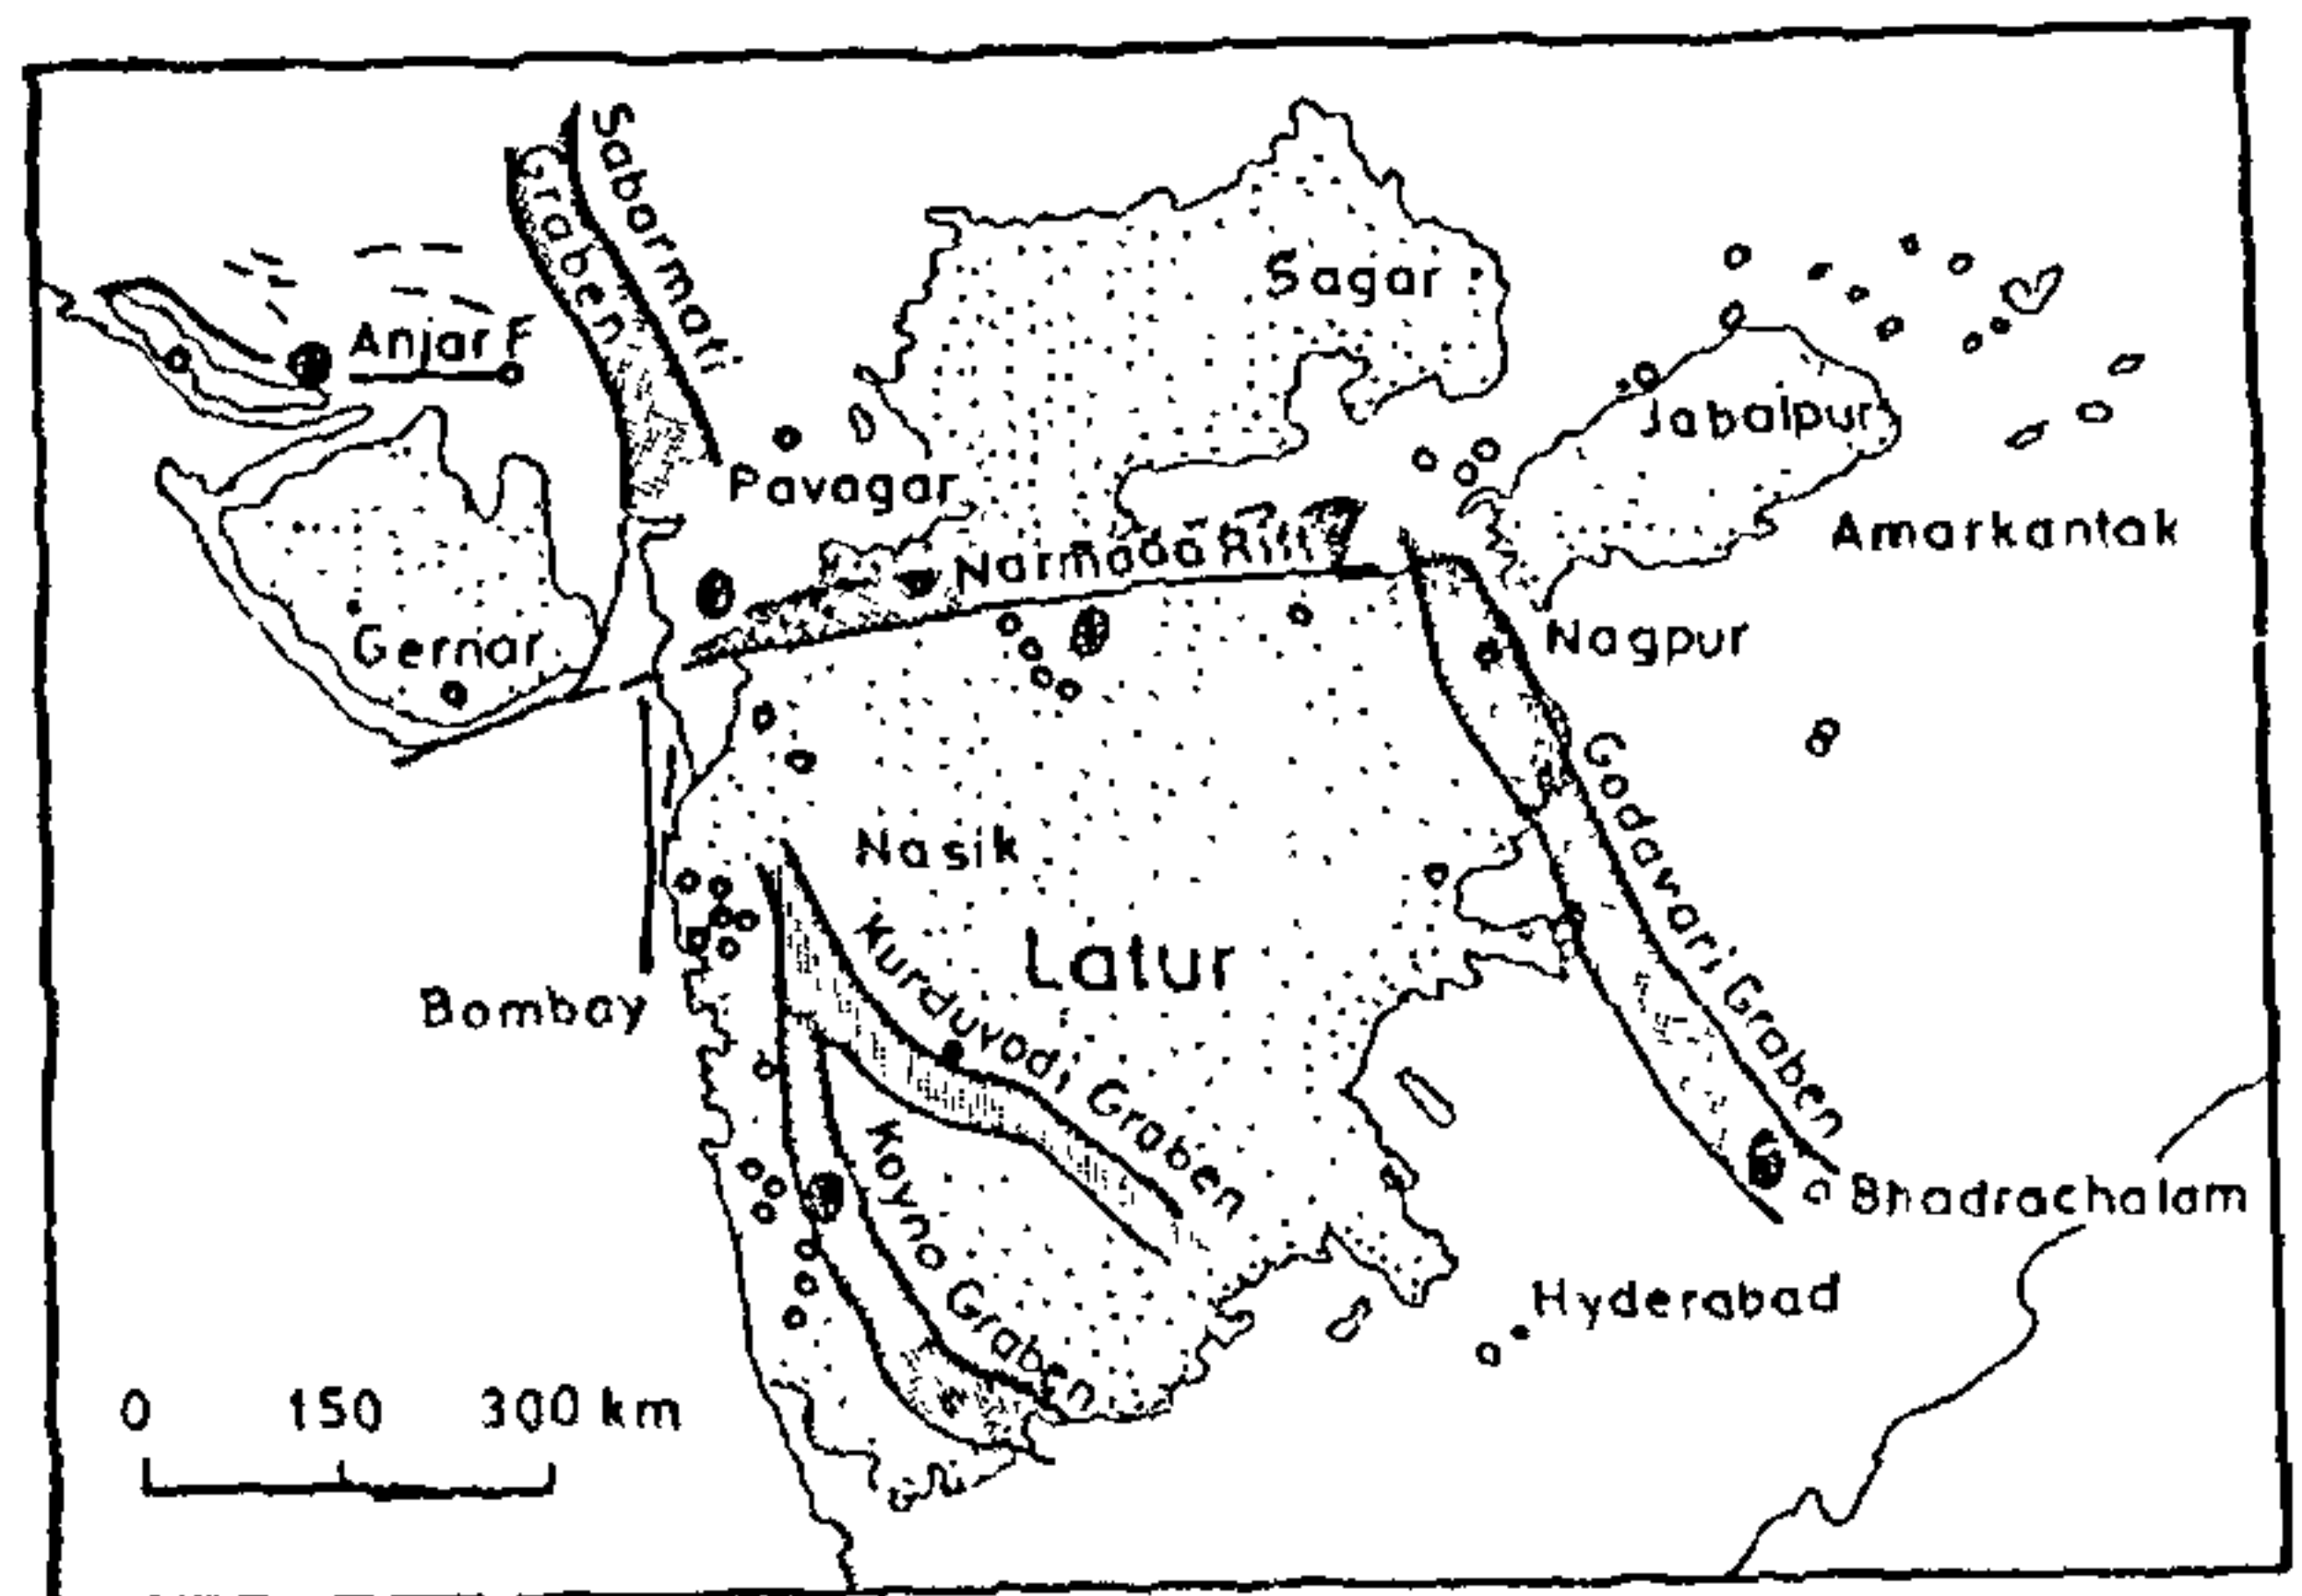 Sabarmati
Graben
Sagar
Anjar F
Jabalpur
Pavagar
Amarkantak
Narmada Rift
Gernar
Nagpur
Godavari Graben
Nasik
Latur
Kurduvadi Graben
Bombay
Koyna Graben
Bhadrachalam
Hyderabad
0 150 300 km